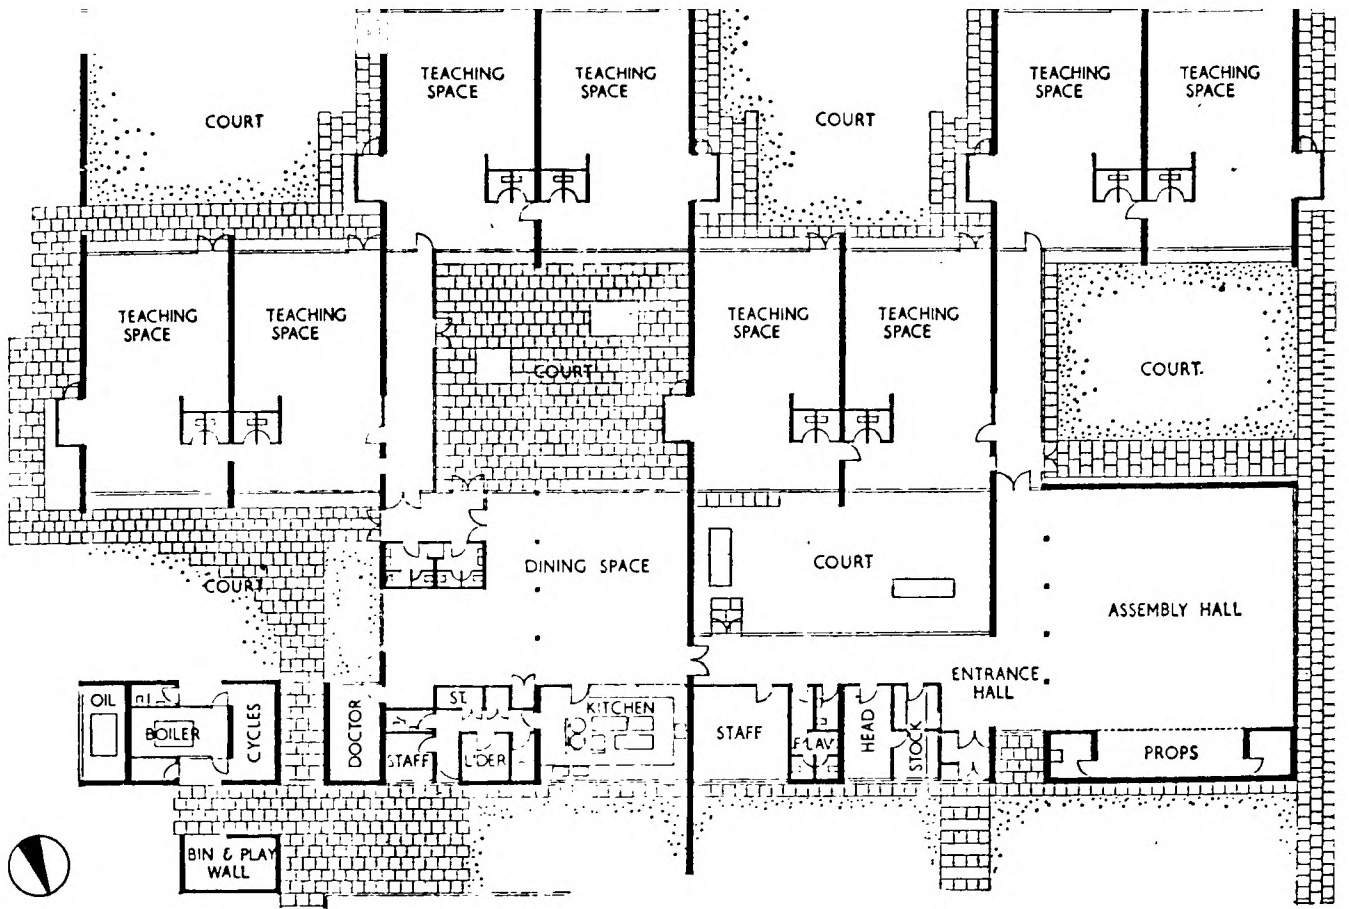 TEACHING
SPACE
TEACHING
SPACE
TEACHING
SPACE
TEACHING
SPACE
COURT
COURT
TEACHING
SPACE
TEACHING
SPACE
TEACHING
SPACE
TEACHING
SPACE
COURT
COURT.
COURT
DINING SPACE
COURT
ASSEMBLY HALL
ENTRANCE
HALL
OIL
BOILER
CYCLES
DOCTOR
ST.
STAFF
L'DER
KITCHEN
STAFF
F LAV
HEAD
STOCK
PROPS
BIN & PLAY
WALL